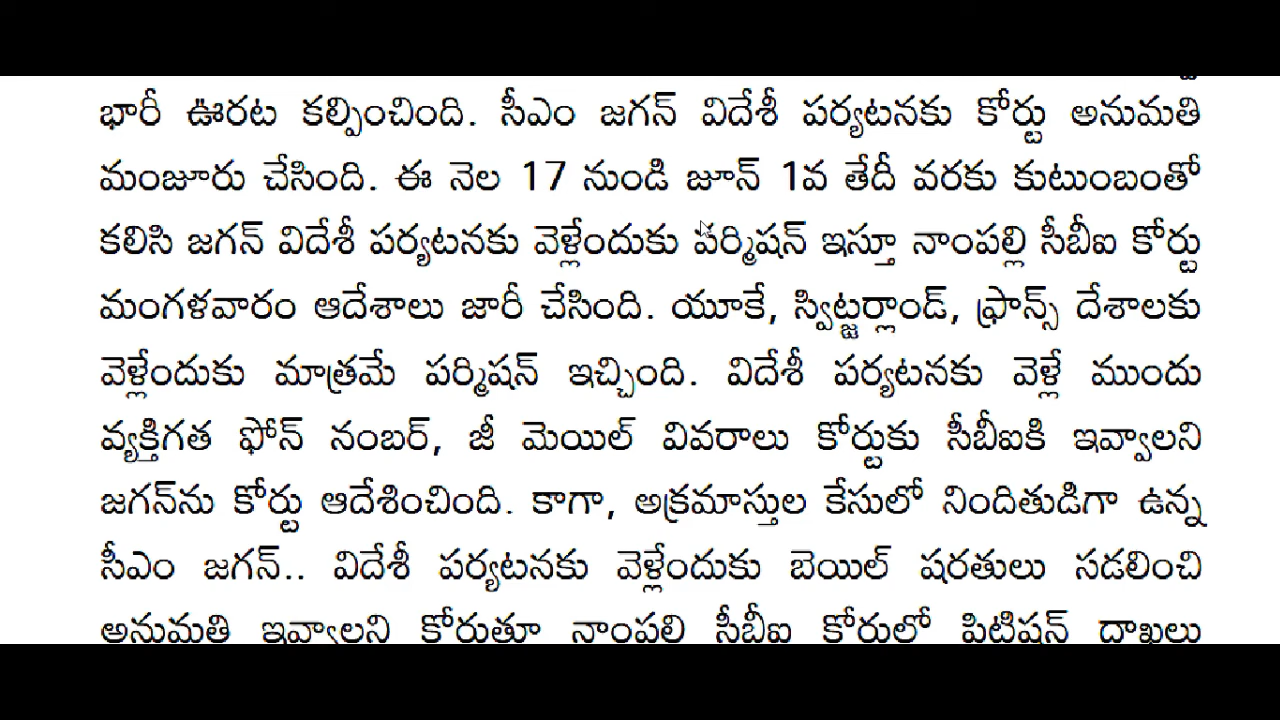 భారీ ఊరట కల్పించింది. సీఎం జగన్ విదేశీ పర్యటనకు కోర్టు అనుమతి
మంజూరు చేసింది. ఈ నెల 17 నుండి జూన్ 1వ తేదీ వరకు కుటుంబంతో
కలిసి జగన్ విదేశీ పర్యటనకు వెళ్లేందుకు పర్మిషన్ ఇస్తూ నాంపల్లి సీబీఐ కోర్టు
మంగళవారం ఆదేశాలు జారీ చేసింది. యూకే, స్విట్జర్లాండ్, ఫ్రాన్స్ దేశాలకు
వెళ్లేందుకు మాత్రమే పర్మిషన్ ఇచ్చింది. విదేశీ పర్యటనకు వెళ్లే ముందు
వ్యక్తిగత ఫోన్ నంబర్, జీ మెయిల్ వివరాలు కోర్టుకు సీబీఐకి ఇవ్వాలని
జగన్‌ను కోర్టు ఆదేశించింది. కాగా, అక్రమాస్తుల కేసులో నిందితుడిగా ఉన్న
సీఎం జగన్.. విదేశీ పర్యటనకు వెళ్లేందుకు బెయిల్ షరతులు సడలించి
అనుమతి ఇవ్వాలని కోరుతూ నాంపల్లి సీబీఐ కోర్టులో పిటిషన్ దాఖలు